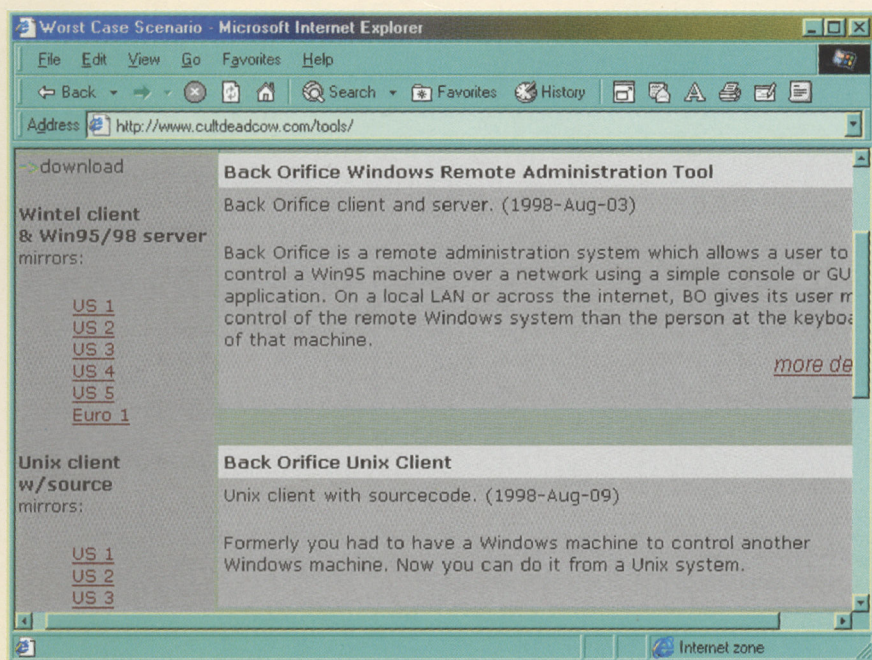 Worst Case Scenario - Microsoft Internet Explorer
File Edit View Go Favorites Help
Back Search Favorites History
Address http://www.cultdeadcow.com/tools/
->download
Wintel client
& Win95/98 server
mirrors:
US 1
US 2
US 3
US 4
US 5
Euro 1
Unix client
w/source
mirrors:
US 1
US 2
US 3
Back Orifice Windows Remote Administration Tool
Back Orifice client and server. (1998-Aug-03)
Back Orifice is a remote administration system which allows a user to
control a Win95 machine over a network using a simple console or GU
application. On a local LAN or across the internet, BO gives its user m
control of the remote Windows system than the person at the keyboa
of that machine.
more de
Back Orifice Unix Client
Unix client with sourcecode. (1998-Aug-09)
Formerly you had to have a Windows machine to control another
Windows machine. Now you can do it from a Unix system.
Internet zone